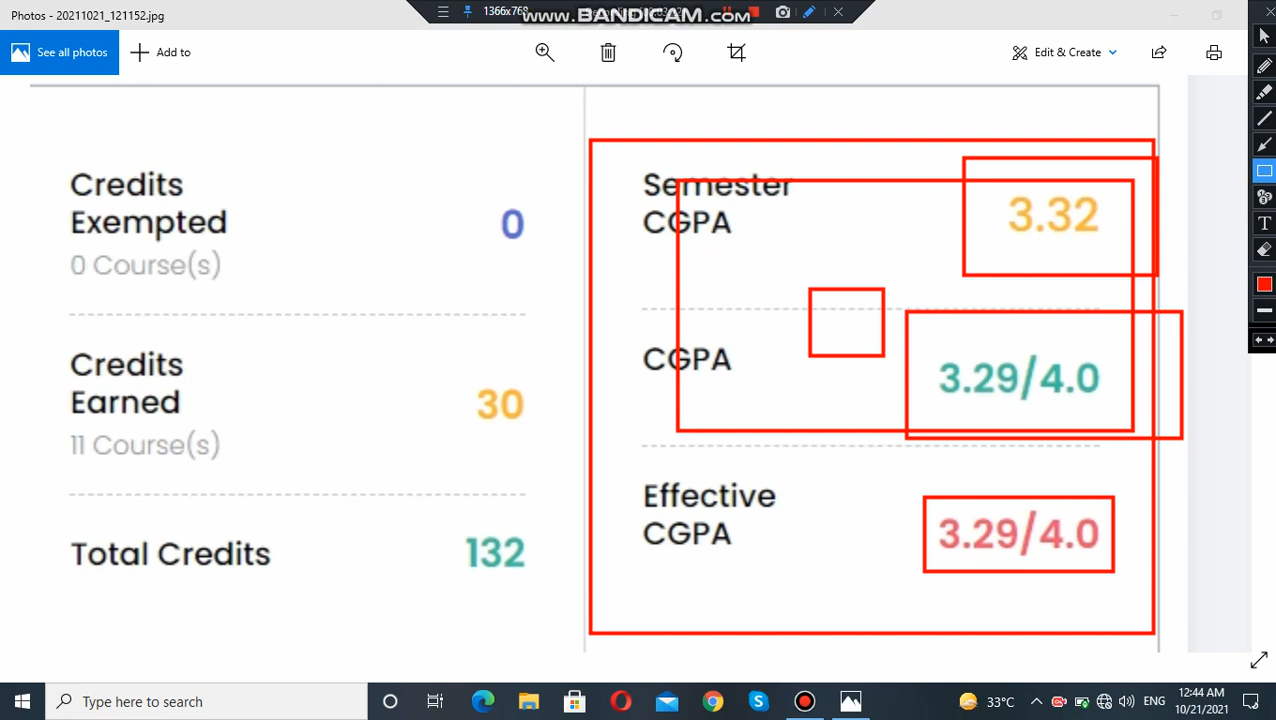 Photos - 20211021_121152.jpg
1366x768
www.BANDICAM.com
See all photos
Add to
Edit & Create
Credits
Exempted
0
0 Course(s)
Credits
Earned
30
11 Course(s)
Total Credits
132
Semester
CGPA
3.32
CGPA
3.29/4.0
Effective
CGPA
3.29/4.0
T
Type here to search
33°C
ENG
12:44 AM
10/21/2021